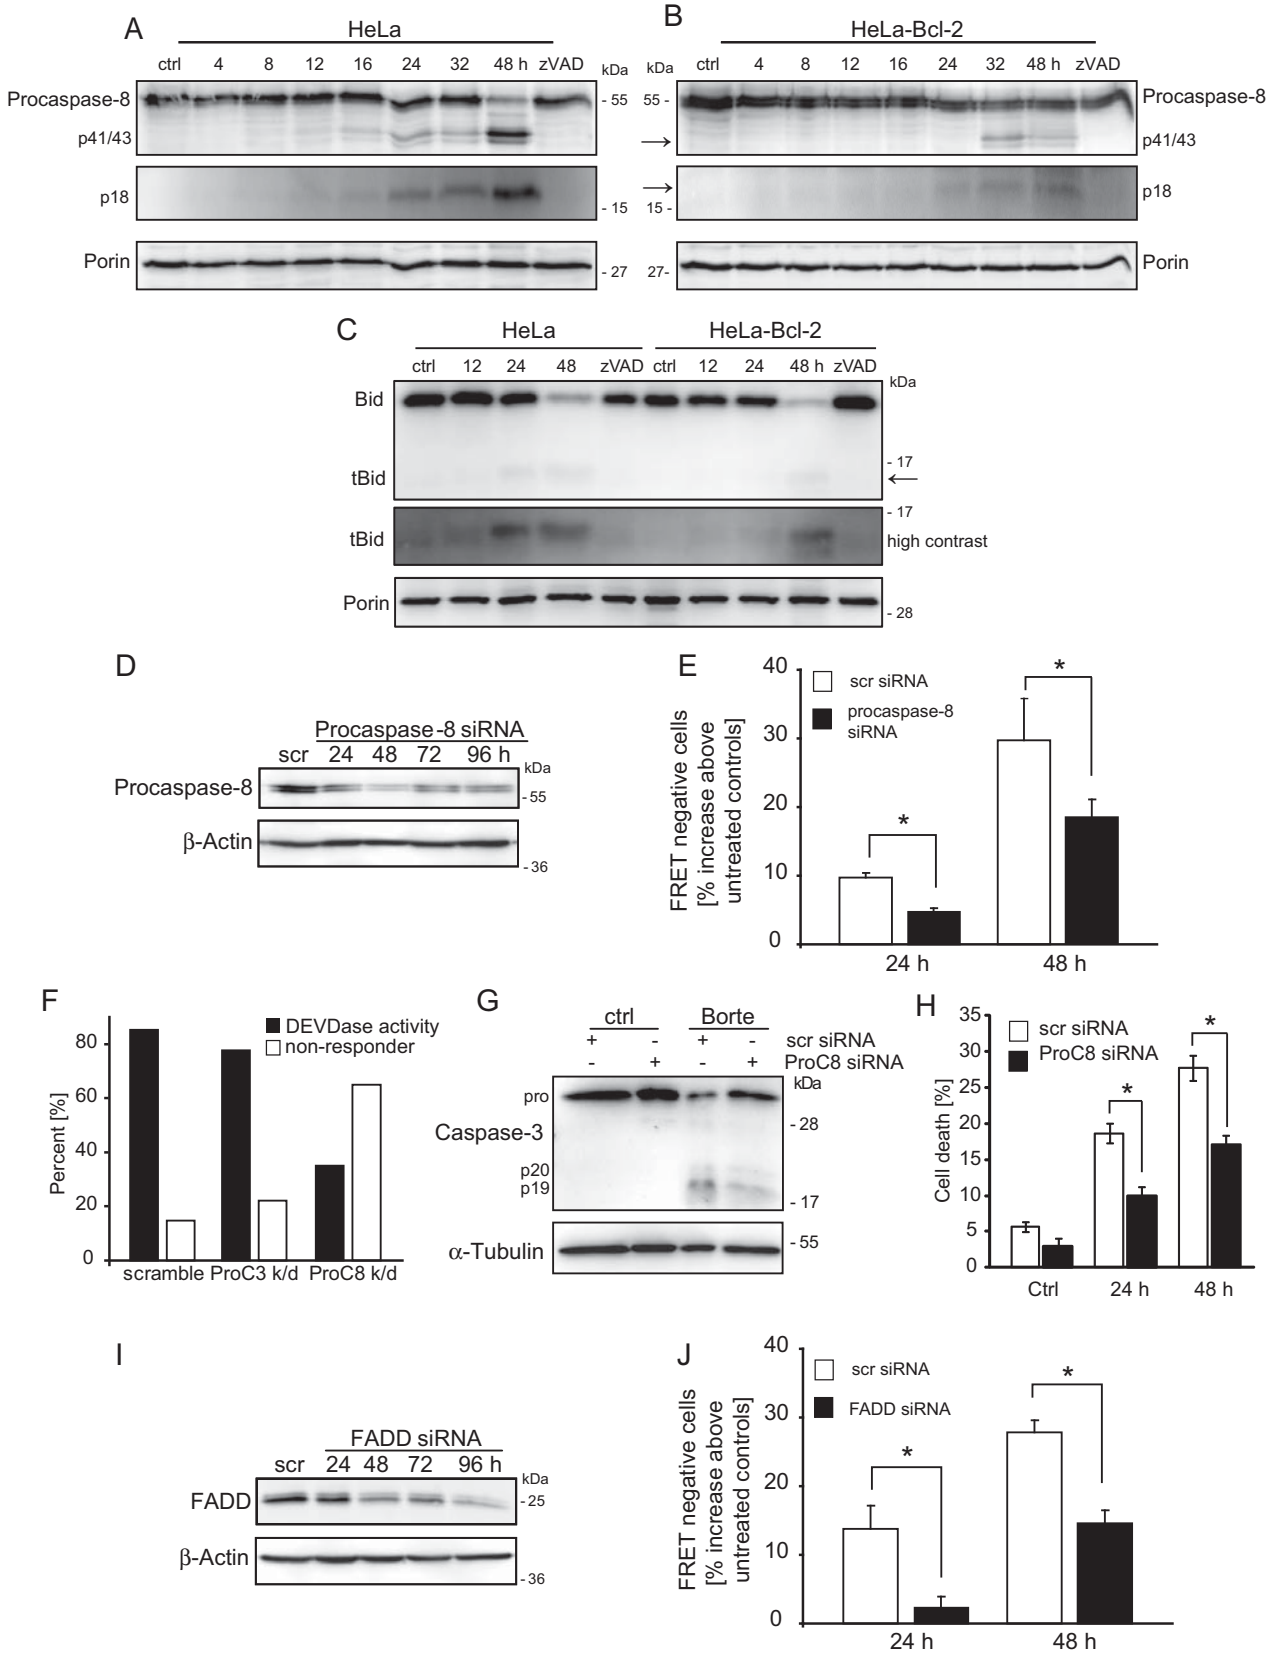 A
HeLa
ctrl 4 8 12 16 24 32 48 h zVAD
kDa
Procaspase-8
- 55
p41/43
p18
- 15
Porin
- 27
B
HeLa-Bcl-2
kDa
ctrl 4 8 12 16 24 32 48 h zVAD
55 -
Procaspase-8
→
p41/43
→
p18
15 -
27-
Porin
C
HeLa HeLa-Bcl-2
ctrl 12 24 48 zVAD ctrl 12 24 48 h zVAD
kDa
Bid
- 17
tBid
←
- 17
tBid
high contrast
Porin
- 28
D
Procaspase-8 siRNA
scr 24 48 72 96 h
kDa
Procaspase-8
- 55
β-Actin
- 36
E
FRET negative cells
[% increase above
untreated controls]
40
30
20
10
0
scr siRNA
procaspase-8
siRNA
*
*
24 h 48 h
F
Percent [%]
80
60
40
20
0
DEVDase activity
non-responder
scramble ProC3 k/d ProC8 k/d
G
ctrl Borte
+ - + - scr siRNA
- + - + ProC8 siRNA
kDa
pro
- 28
Caspase-3
p20
p19
- 17
α-Tubulin
- 55
H
Cell death [%]
35
30
25
20
15
10
5
0
scr siRNA
ProC8 siRNA
*
*
Ctrl 24 h 48 h
I
FADD siRNA
scr 24 48 72 96 h
kDa
FADD
- 25
β-Actin
- 36
J
FRET negative cells
[% increase above
untreated controls]
40
30
20
10
0
scr siRNA
FADD siRNA
*
*
24 h 48 h